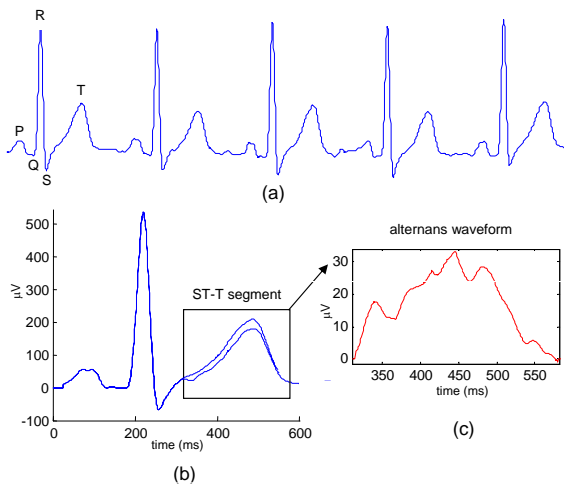 R
T
P
Q
S
(a)
500
400
300
200
100
0
-100
μV
ST-T segment
0 200 400 600
time (ms)
(b)
alternans waveform
30
20
10
0
μV
350 400 450 500 550
time (ms)
(c)